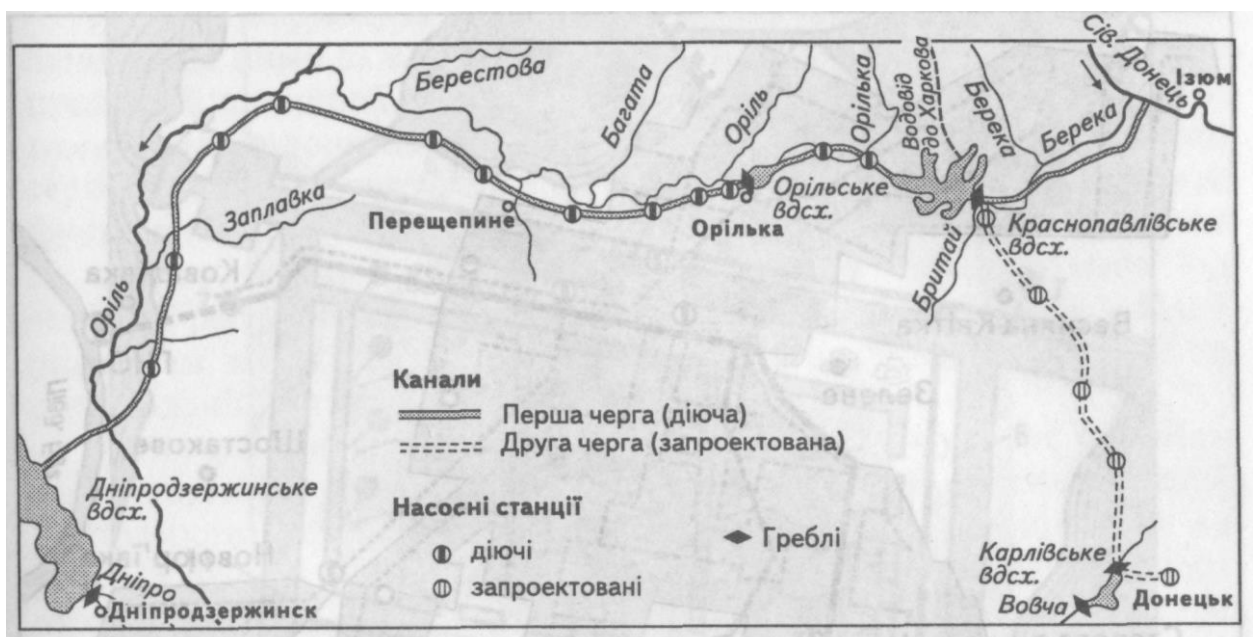 Берестова
Багата
Оріль
Орілька
Водовід
до Харкова
Берека
Берека
Сів. Донець
Ізюм
Заплавка
Перещепине
Орілька
Орільське
вдсх.
Краснопавлівське
вдсх.
Бритай
Оріль
Канали
Перша черга (діюча)
Друга черга (запроектована)
Дніпродзержинське
вдсх.
Насосні станції
діючі
запроектовані
Греблі
Карлівське
вдсх.
Дніпро
Дніпродзержинск
Вовча
Донецьк
Зелене
Шостакове